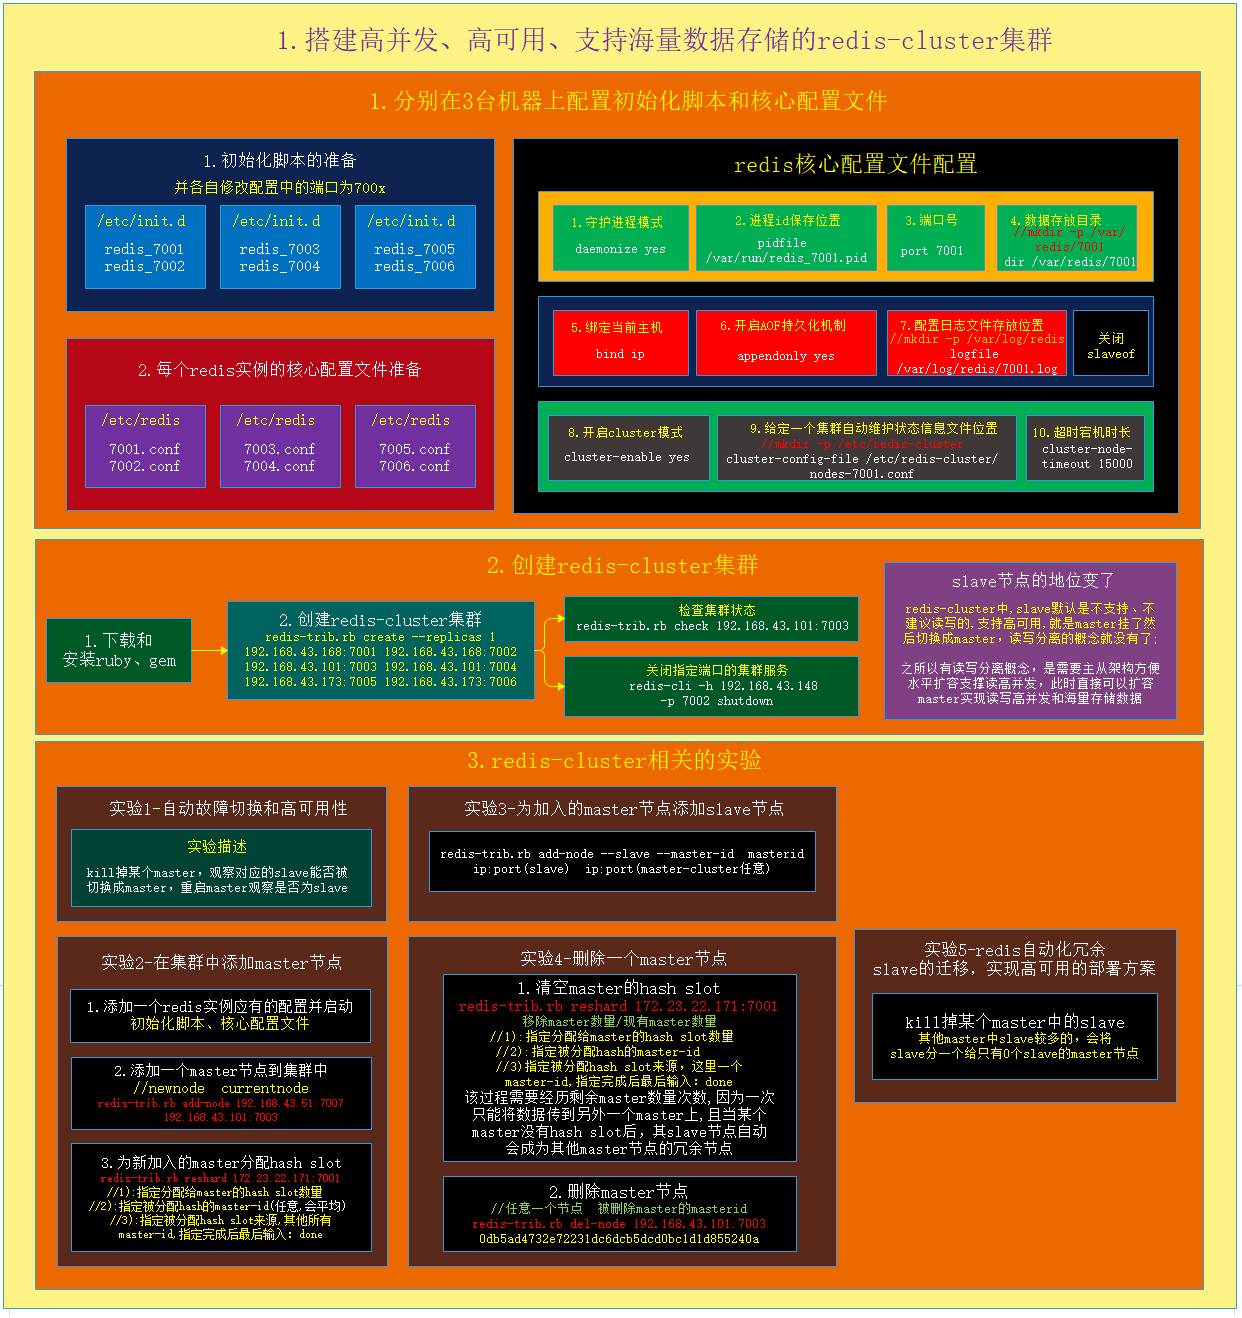 1.搭建高并发、高可用、支持海量数据存储的redis-cluster集群
1.分别在3台机器上配置初始化脚本和核心配置文件
1.初始化脚本的准备
并各自修改配置中的端口为700x
/etc/init.d
redis_7001
redis_7002
/etc/init.d
redis_7003
redis_7004
/etc/init.d
redis_7005
redis_7006
2.每个redis实例的核心配置文件准备
/etc/redis
7001.conf
7002.conf
/etc/redis
7003.conf
7004.conf
/etc/redis
7005.conf
7006.conf
redis核心配置文件配置
1.守护进程模式
daemonize yes
2.进程id保存位置
pidfile
/var/run/redis_7001.pid
3.端口号
port 7001
4.数据存放目录
//mkdir -p /var/
redis/7001
dir /var/redis/7001
5.绑定当前主机
bind ip
6.开启AOF持久化机制
appendonly yes
7.配置日志文件存放位置
//mkdir -p /var/log/redis
logfile
/var/log/redis/7001.log
关闭
slaveof
8.开启cluster模式
cluster-enable yes
9.给定一个集群自动维护状态信息文件位置
//mkdir -p /etc/redis-cluster
cluster-config-file /etc/redis-cluster/
nodes-7001.conf
10.超时宕机时长
cluster-node-
timeout 15000
2.创建redis-cluster集群
1.下载和
安装ruby、gem
2.创建redis-cluster集群
redis-trib.rb create --replicas 1
192.168.43.168:7001 192.168.43.168:7002
192.168.43.101:7003 192.168.43.101:7004
192.168.43.173:7005 192.168.43.173:7006
检查集群状态
redis-trib.rb check 192.168.43.101:7003
关闭指定端口的集群服务
redis-cli -h 192.168.43.148
-p 7002 shutdown
slave节点的地位变了
redis-cluster中,slave默认是不支持、不
建议读写的,支持高可用,就是master挂了然
后切换成master，读写分离的概念就没有了;
之所以有读写分离概念，是需要主从架构方便
水平扩容支撑读高并发，此时直接可以扩容
master实现读写高并发和海量存储数据
3.redis-cluster相关的实验
实验1-自动故障切换和高可用性
实验描述
kill掉某个master，观察对应的slave能否被
切换成master，重启master观察是否为slave
实验3-为加入的master节点添加slave节点
redis-trib.rb add-node --slave --master-id  masterid
ip:port(slave)  ip:port(master-cluster任意)
实验2-在集群中添加master节点
1.添加一个redis实例应有的配置并启动
初始化脚本、核心配置文件
2.添加一个master节点到集群中
//newnode  currentnode
redis-trib.rb add-node 192.168.43.51:7007
192.168.43.101:7003
3.为新加入的master分配hash slot
redis-trib.rb reshard 172.23.22.171:7001
//1):指定分配给master的hash slot数量
//2):指定被分配hash的master-id(任意,会平均)
//3):指定被分配hash slot来源,其他所有
master-id,指定完成后最后输入：done
实验4-删除一个master节点
1.清空master的hash slot
redis-trib.rb reshard 172.23.22.171:7001
移除master数量/现有master数量
//1):指定分配给master的hash slot数量
//2):指定被分配hash的master-id
//3)指定被分配hash slot来源，这里一个
master-id,指定完成后最后输入：done
该过程需要经历剩余master数量次数,因为一次
只能将数据传到另外一个master上,且当某个
master没有hash slot后，其slave节点自动
会成为其他master节点的冗余节点
2.删除master节点
//任意一个节点  被删除master的masterid
redis-trib.rb del-node 192.168.43.101:7003
0db5ad4732e72231dc6dcb5dcd0bc1d1d855240a
实验5-redis自动化冗余
slave的迁移，实现高可用的部署方案
kill掉某个master中的slave
其他master中slave较多的，会将
slave分一个给只有0个slave的master节点